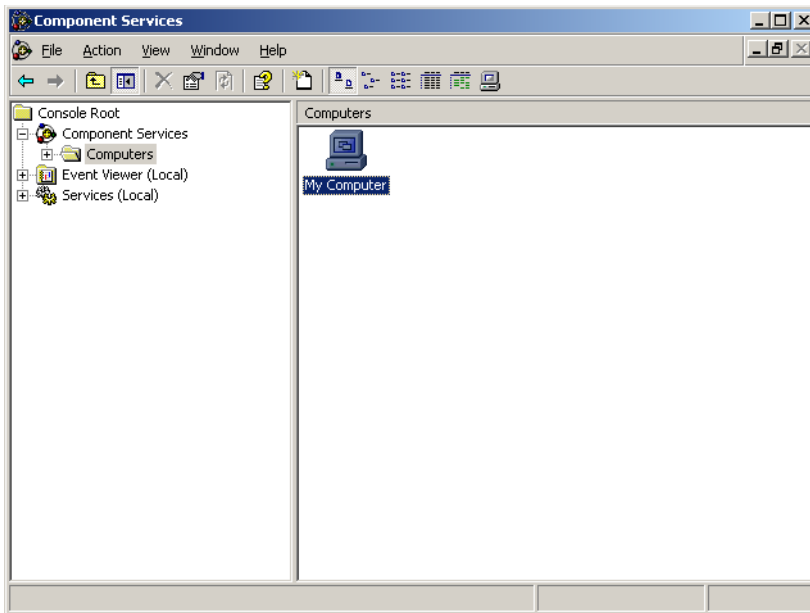 Component Services
File Action View Window Help
Console Root
Component Services
Computers
Event Viewer (Local)
Services (Local)
Computers
My Computer